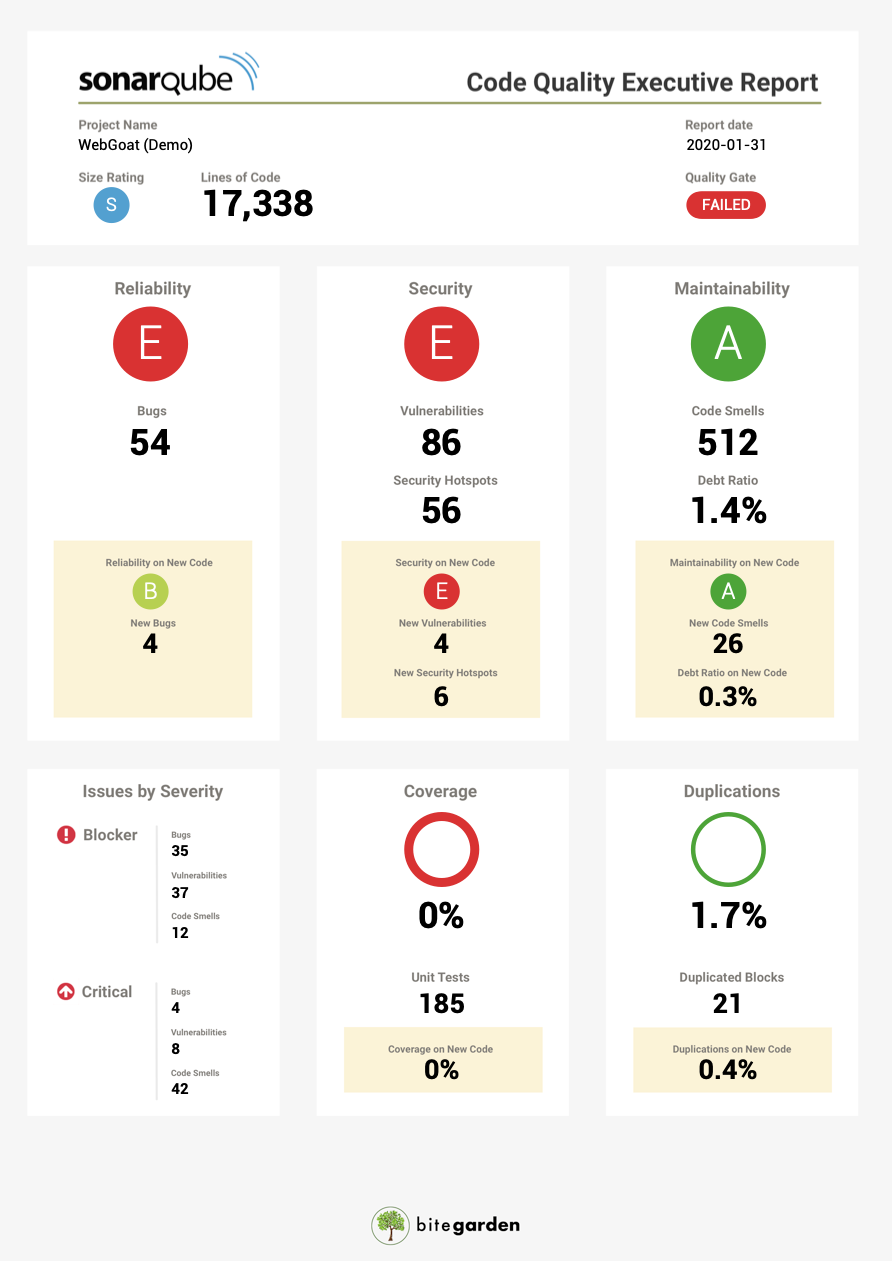 sonarqube
Code Quality Executive Report
Project Name
WebGoat (Demo)
Report date
2020-01-31
Size Rating
S
Lines of Code
17,338
Quality Gate
FAILED
Reliability
E
Bugs
54
Reliability on New Code
B
New Bugs
4
Security
E
Vulnerabilities
86
Security Hotspots
56
Security on New Code
E
New Vulnerabilities
4
New Security Hotspots
6
Maintainability
A
Code Smells
512
Debt Ratio
1.4%
Maintainability on New Code
A
New Code Smells
26
Debt Ratio on New Code
0.3%
Issues by Severity
Blocker
Bugs
35
Vulnerabilities
37
Code Smells
12
Critical
Bugs
4
Vulnerabilities
8
Code Smells
42
Coverage
0%
Unit Tests
185
Coverage on New Code
0%
Duplications
1.7%
Duplicated Blocks
21
Duplications on New Code
0.4%
bitegarden